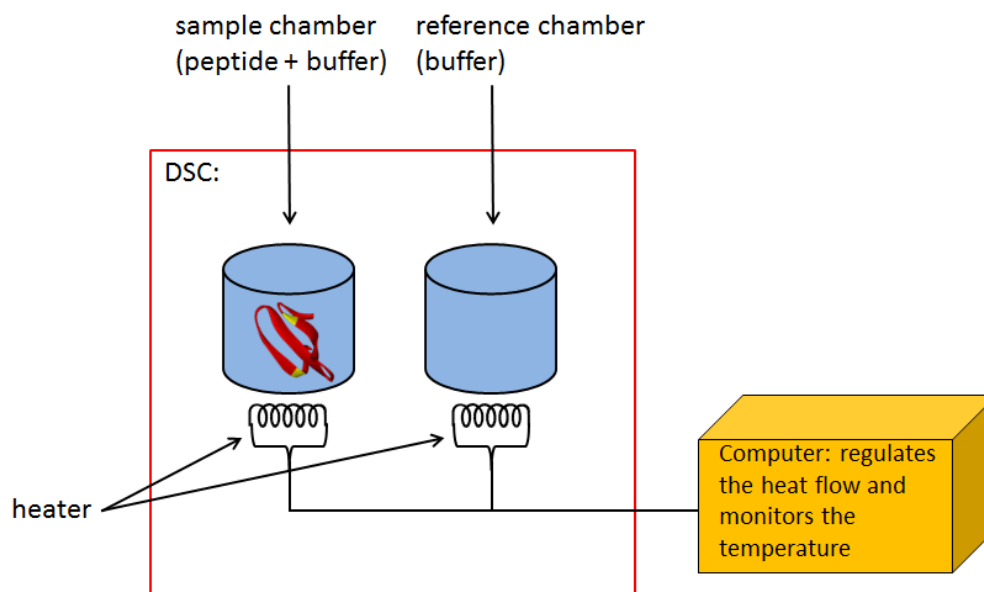 sample chamber
(peptide + buffer)
reference chamber
(buffer)
DSC:
heater
Computer: regulates
the heat flow and
monitors the
temperature